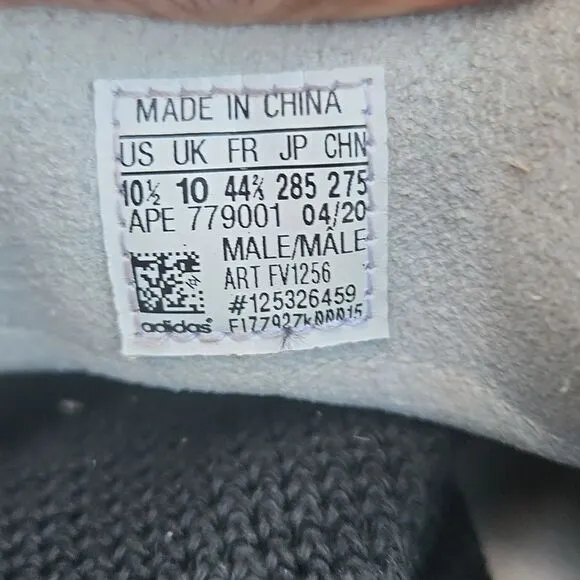 MADE IN CHINA
US UK FR JP CHN
10½ 10 44⅔ 285 275
APE 779001 04/20
MALE/MÂLE
ART FV1256
#125326459
adidas